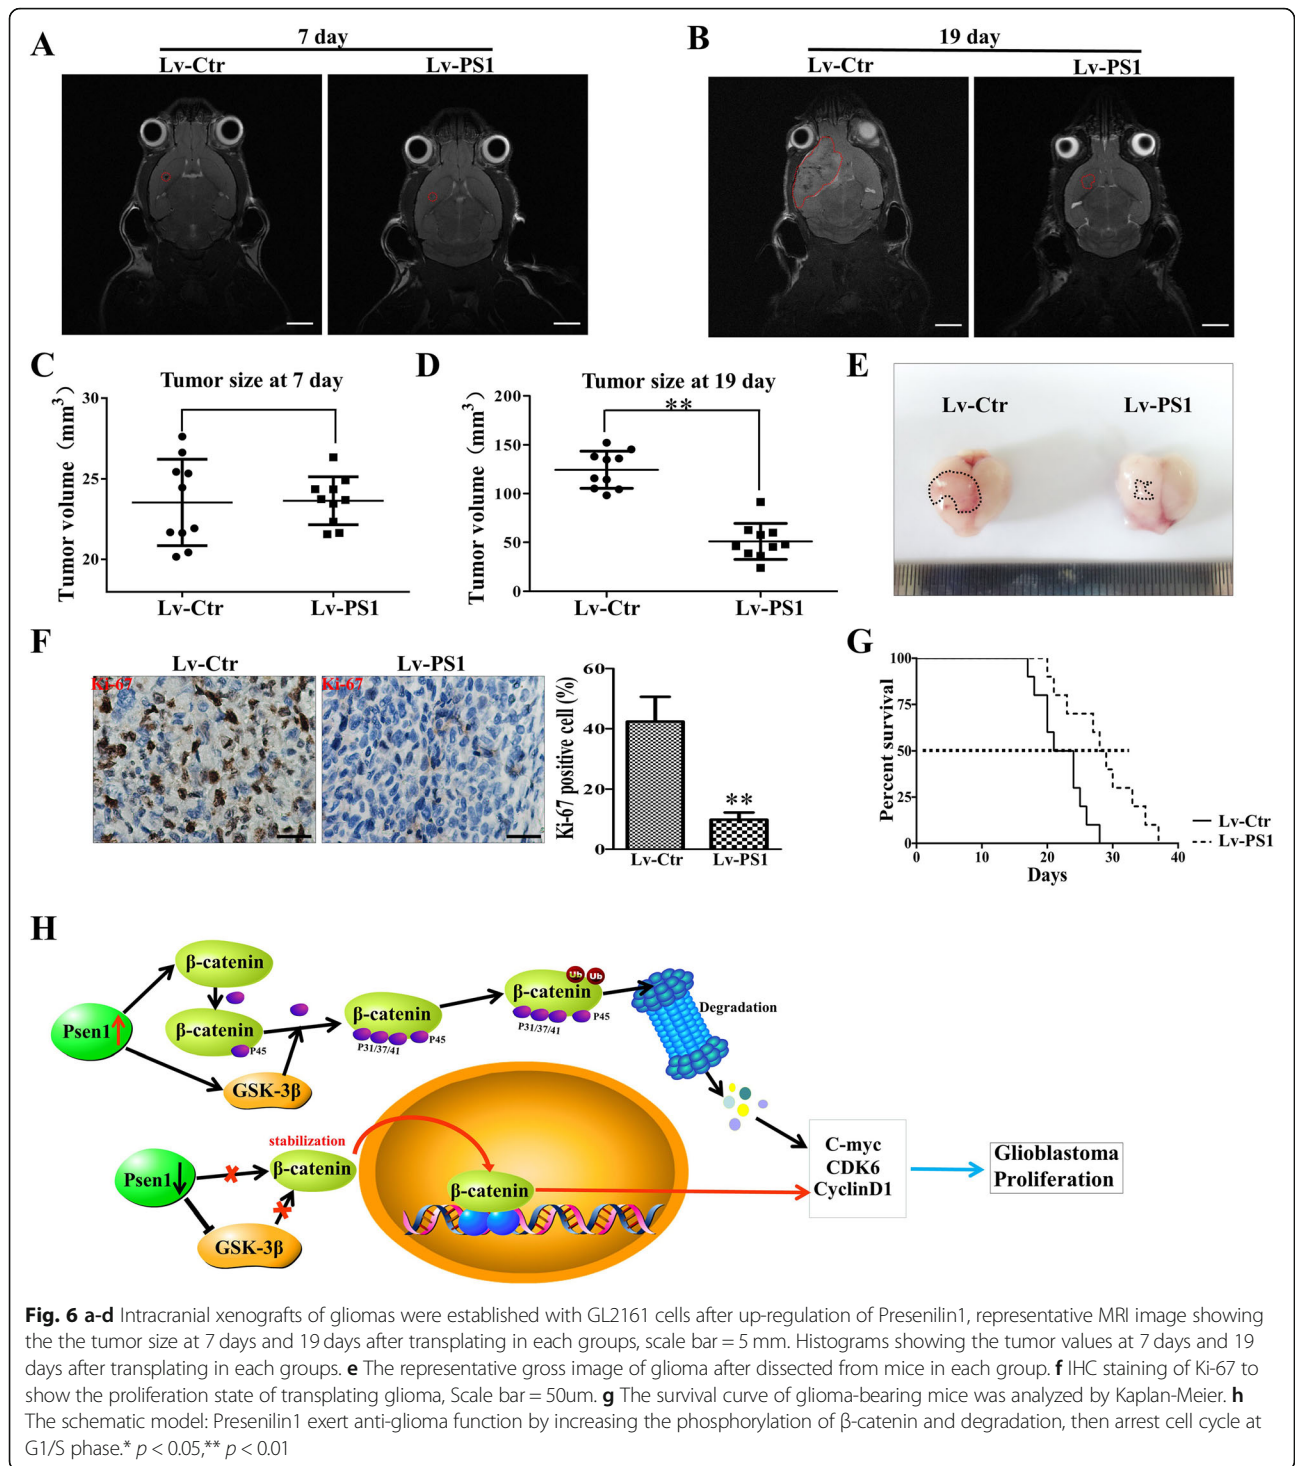 A
7 day
Lv-Ctr
Lv-PS1
B
19 day
Lv-Ctr
Lv-PS1
C
Tumor size at 7 day
Tumor volume (mm³)
30
25
20
Lv-Ctr
Lv-PS1
D
Tumor size at 19 day
Tumor volume (mm³)
200
150
100
50
0
**
Lv-Ctr
Lv-PS1
E
Lv-Ctr
Lv-PS1
F
Lv-Ctr
Lv-PS1
Ki-67
Ki-67
Ki-67 positive cell (%)
60
40
20
0
**
Lv-Ctr
Lv-PS1
G
Percent survival
100
75
50
25
0
0
10
20
30
40
Days
Lv-Ctr
Lv-PS1
H
β-catenin
Psen1
β-catenin
P45
GSK-3β
β-catenin
P31/37/41
P45
Ub
Ub
β-catenin
P31/37/41
P45
Degradation
stabilization
β-catenin
Psen1
GSK-3β
β-catenin
C-myc
CDK6
CyclinD1
Glioblastoma
Proliferation
Fig. 6 a-d Intracranial xenografts of gliomas were established with GL2161 cells after up-regulation of Presenilin1, representative MRI image showing
the the tumor size at 7 days and 19 days after transplating in each groups, scale bar = 5 mm. Histograms showing the tumor values at 7 days and 19
days after transplating in each groups. e The representative gross image of glioma after dissected from mice in each group. f IHC staining of Ki-67 to
show the proliferation state of transplating glioma, Scale bar = 50um. g The survival curve of glioma-bearing mice was analyzed by Kaplan-Meier. h
The schematic model: Presenilin1 exert anti-glioma function by increasing the phosphorylation of β-catenin and degradation, then arrest cell cycle at
G1/S phase.* p < 0.05,** p < 0.01